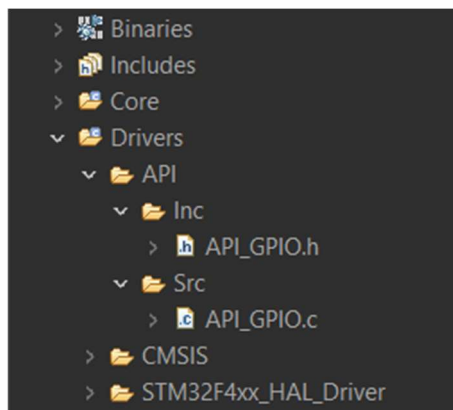 Binaries
Includes
Core
Drivers
API
Inc
API_GPIO.h
Src
API_GPIO.c
CMSIS
STM32F4xx_HAL_Driver